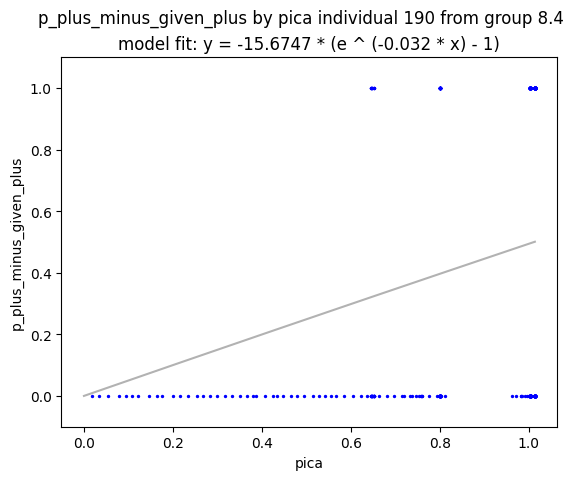 p_plus_minus_given_plus by pica individual 190 from group 8.4
model fit: y = -15.6747 * (e ^ (-0.032 * x) - 1)
1.0
0.8
0.6
0.4
0.2
0.0
p_plus_minus_given_plus
0.0 0.2 0.4 0.6 0.8 1.0
pica